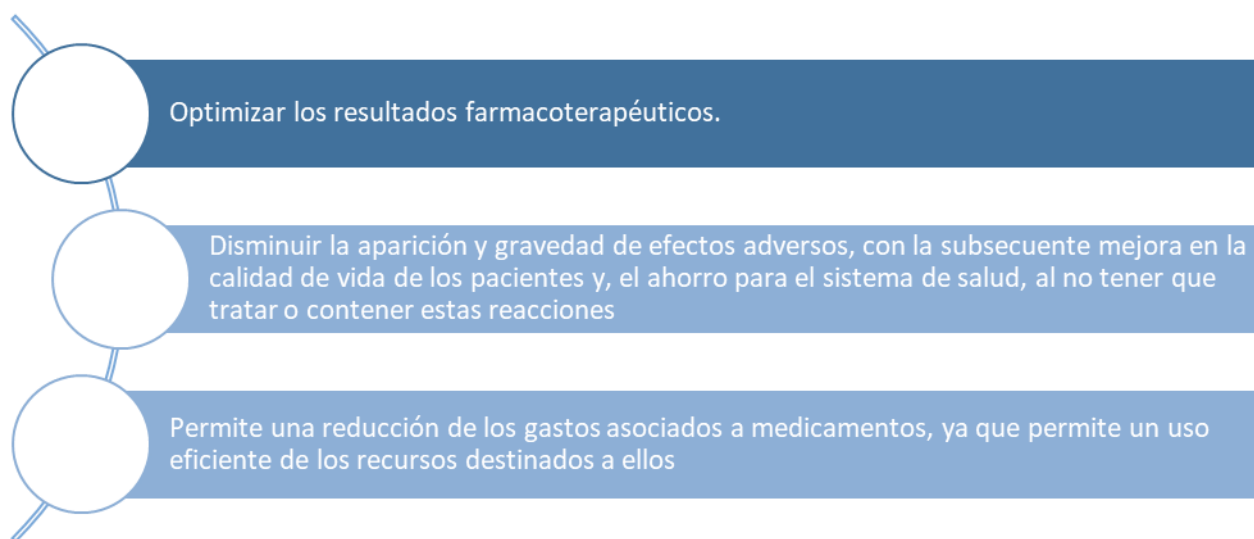 Optimizar los resultados farmacoterapéuticos.
Disminuir la aparición y gravedad de efectos adversos, con la subsecuente mejora en la
calidad de vida de los pacientes y, el ahorro para el sistema de salud, al no tener que
tratar o contener estas reacciones
Permite una reducción de los gastos asociados a medicamentos, ya que permite un uso
eficiente de los recursos destinados a ellos